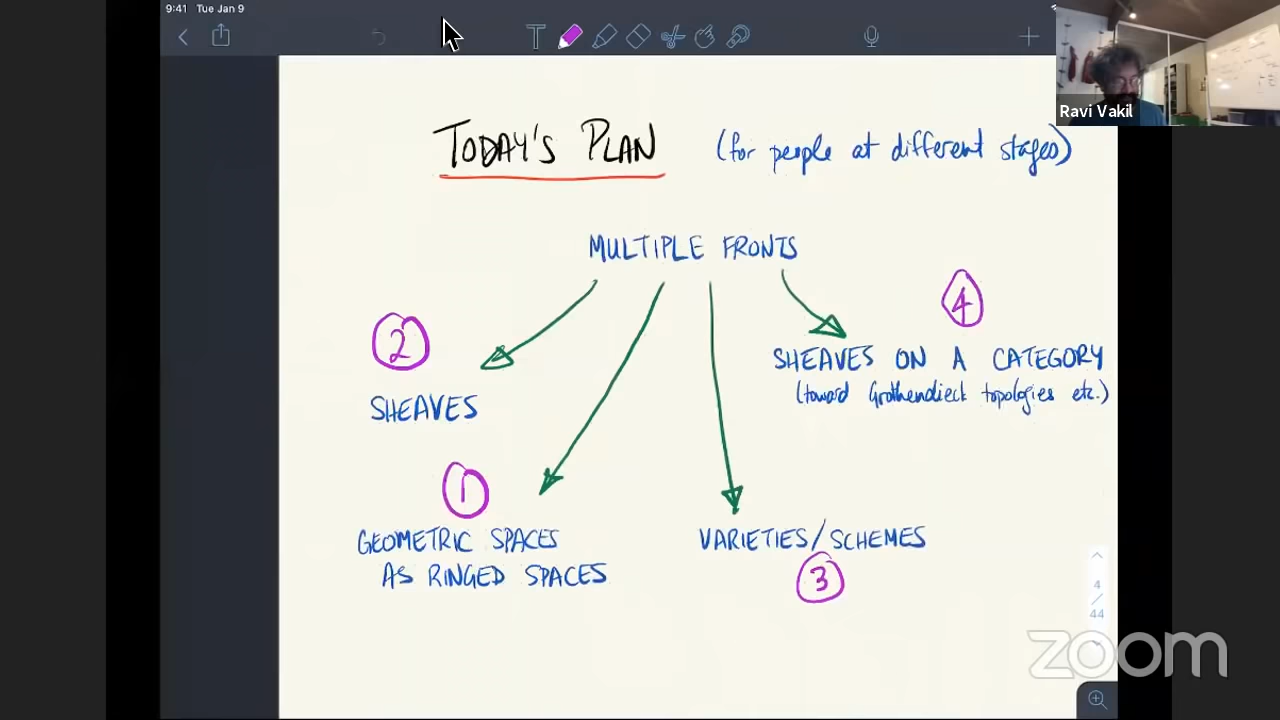 9:41 Tue Jan 9
Ravi Vakil
TODAY'S PLAN (for people at different stages)
MULTIPLE FRONTS
4
2
SHEAVES ON A CATEGORY
(toward Grothendieck topologies etc.)
SHEAVES
1
GEOMETRIC SPACES
AS RINGED SPACES
VARIETIES/SCHEMES
3
4
/
44
zoom